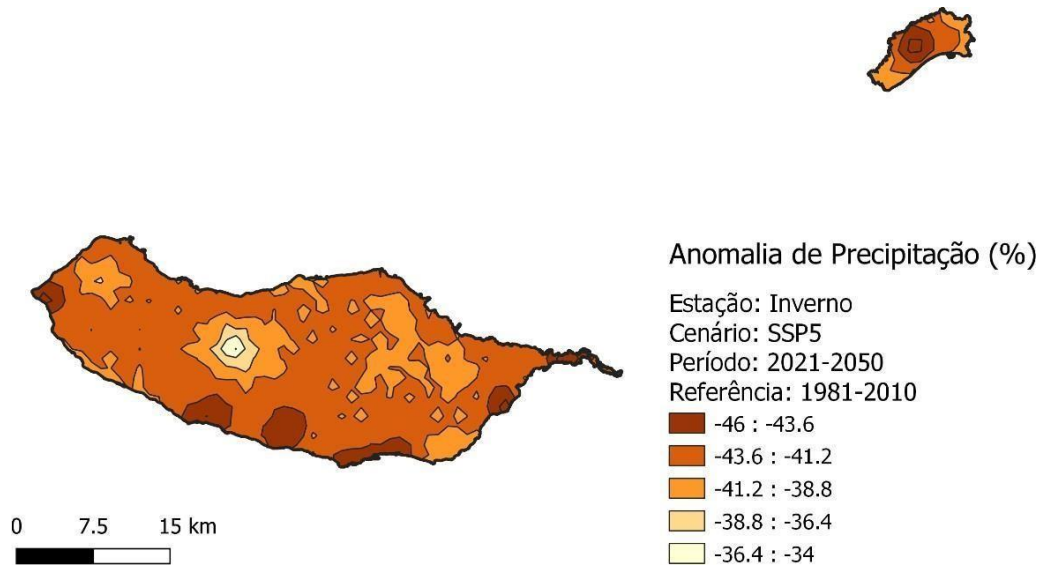 Anomalia de Precipitação (%)
Estação: Inverno
Cenário: SSP5
Período: 2021-2050
Referência: 1981-2010
-46 : -43.6
-43.6 : -41.2
-41.2 : -38.8
-38.8 : -36.4
-36.4 : -34
0 7.5 15 km